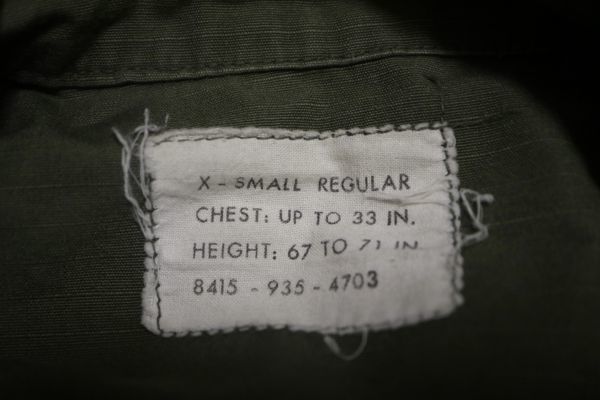 X - SMALL REGULAR
CHEST: UP TO 33 IN.
HEIGHT: 67 TO 71 IN
8415 - 935 - 4703